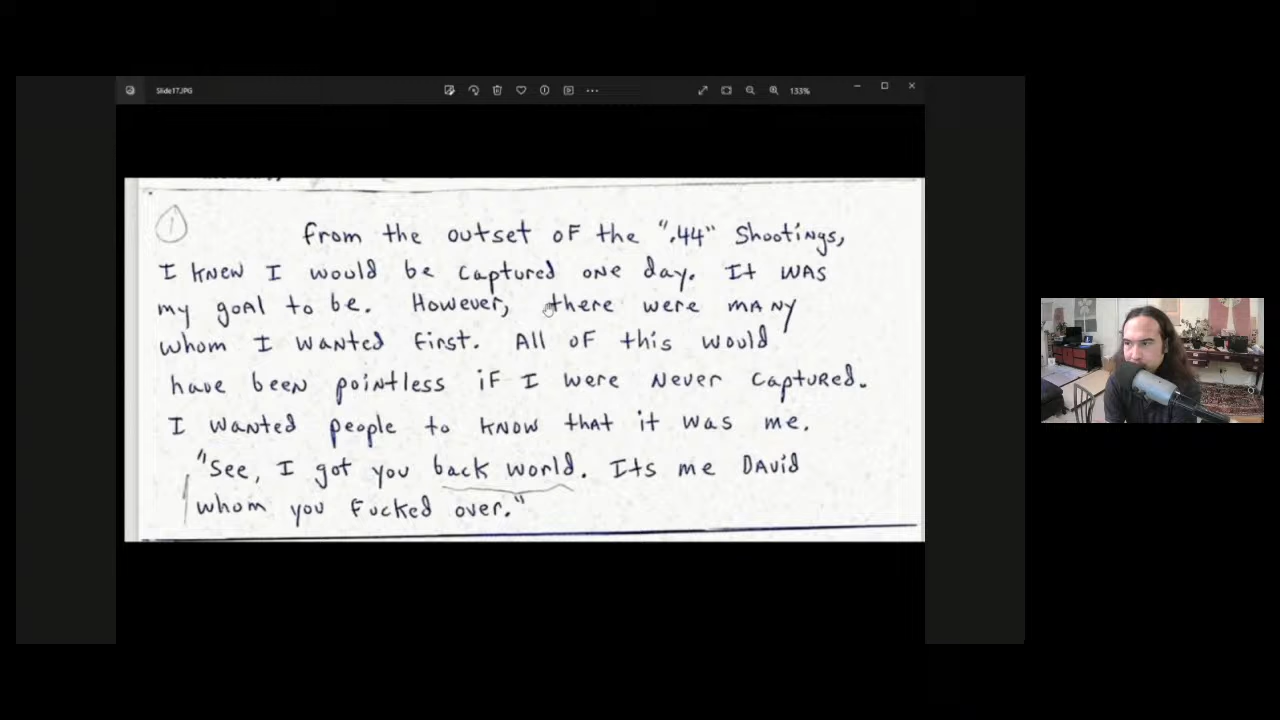 Slide17.JPG
133%
1
from the outset of the ".44" Shootings,
I knew I would be captured one day. It was
my goal to be. However, there were many
whom I wanted first. All of this would
have been pointless if I were never captured.
I wanted people to know that it was me.
"See, I got you back world. Its me David
whom you Fucked over."